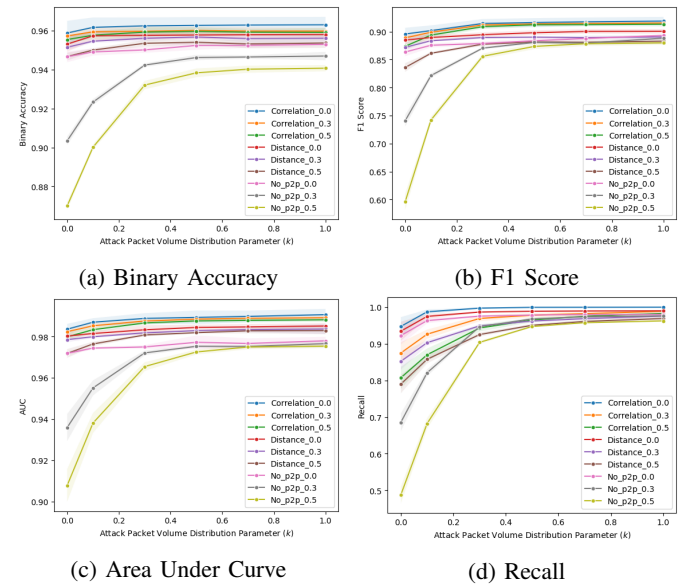 0.96
0.94
0.92
0.90
0.88
Binary Accuracy
Correlation_0.0
Correlation_0.3
Correlation_0.5
Distance_0.0
Distance_0.3
Distance_0.5
No_p2p_0.0
No_p2p_0.3
No_p2p_0.5
0.0 0.2 0.4 0.6 0.8 1.0
Attack Packet Volume Distribution Parameter (k)
(a) Binary Accuracy
0.90
0.85
0.80
0.75
0.70
0.65
0.60
F1 Score
Correlation_0.0
Correlation_0.3
Correlation_0.5
Distance_0.0
Distance_0.3
Distance_0.5
No_p2p_0.0
No_p2p_0.3
No_p2p_0.5
0.0 0.2 0.4 0.6 0.8 1.0
Attack Packet Volume Distribution Parameter (k)
(b) F1 Score
0.98
0.96
0.94
0.92
0.90
AUC
Correlation_0.0
Correlation_0.3
Correlation_0.5
Distance_0.0
Distance_0.3
Distance_0.5
No_p2p_0.0
No_p2p_0.3
No_p2p_0.5
0.0 0.2 0.4 0.6 0.8 1.0
Attack Packet Volume Distribution Parameter (k)
(c) Area Under Curve
1.0
0.9
0.8
0.7
0.6
0.5
Recall
Correlation_0.0
Correlation_0.3
Correlation_0.5
Distance_0.0
Distance_0.3
Distance_0.5
No_p2p_0.0
No_p2p_0.3
No_p2p_0.5
0.0 0.2 0.4 0.6 0.8 1.0
Attack Packet Volume Distribution Parameter (k)
(d) Recall